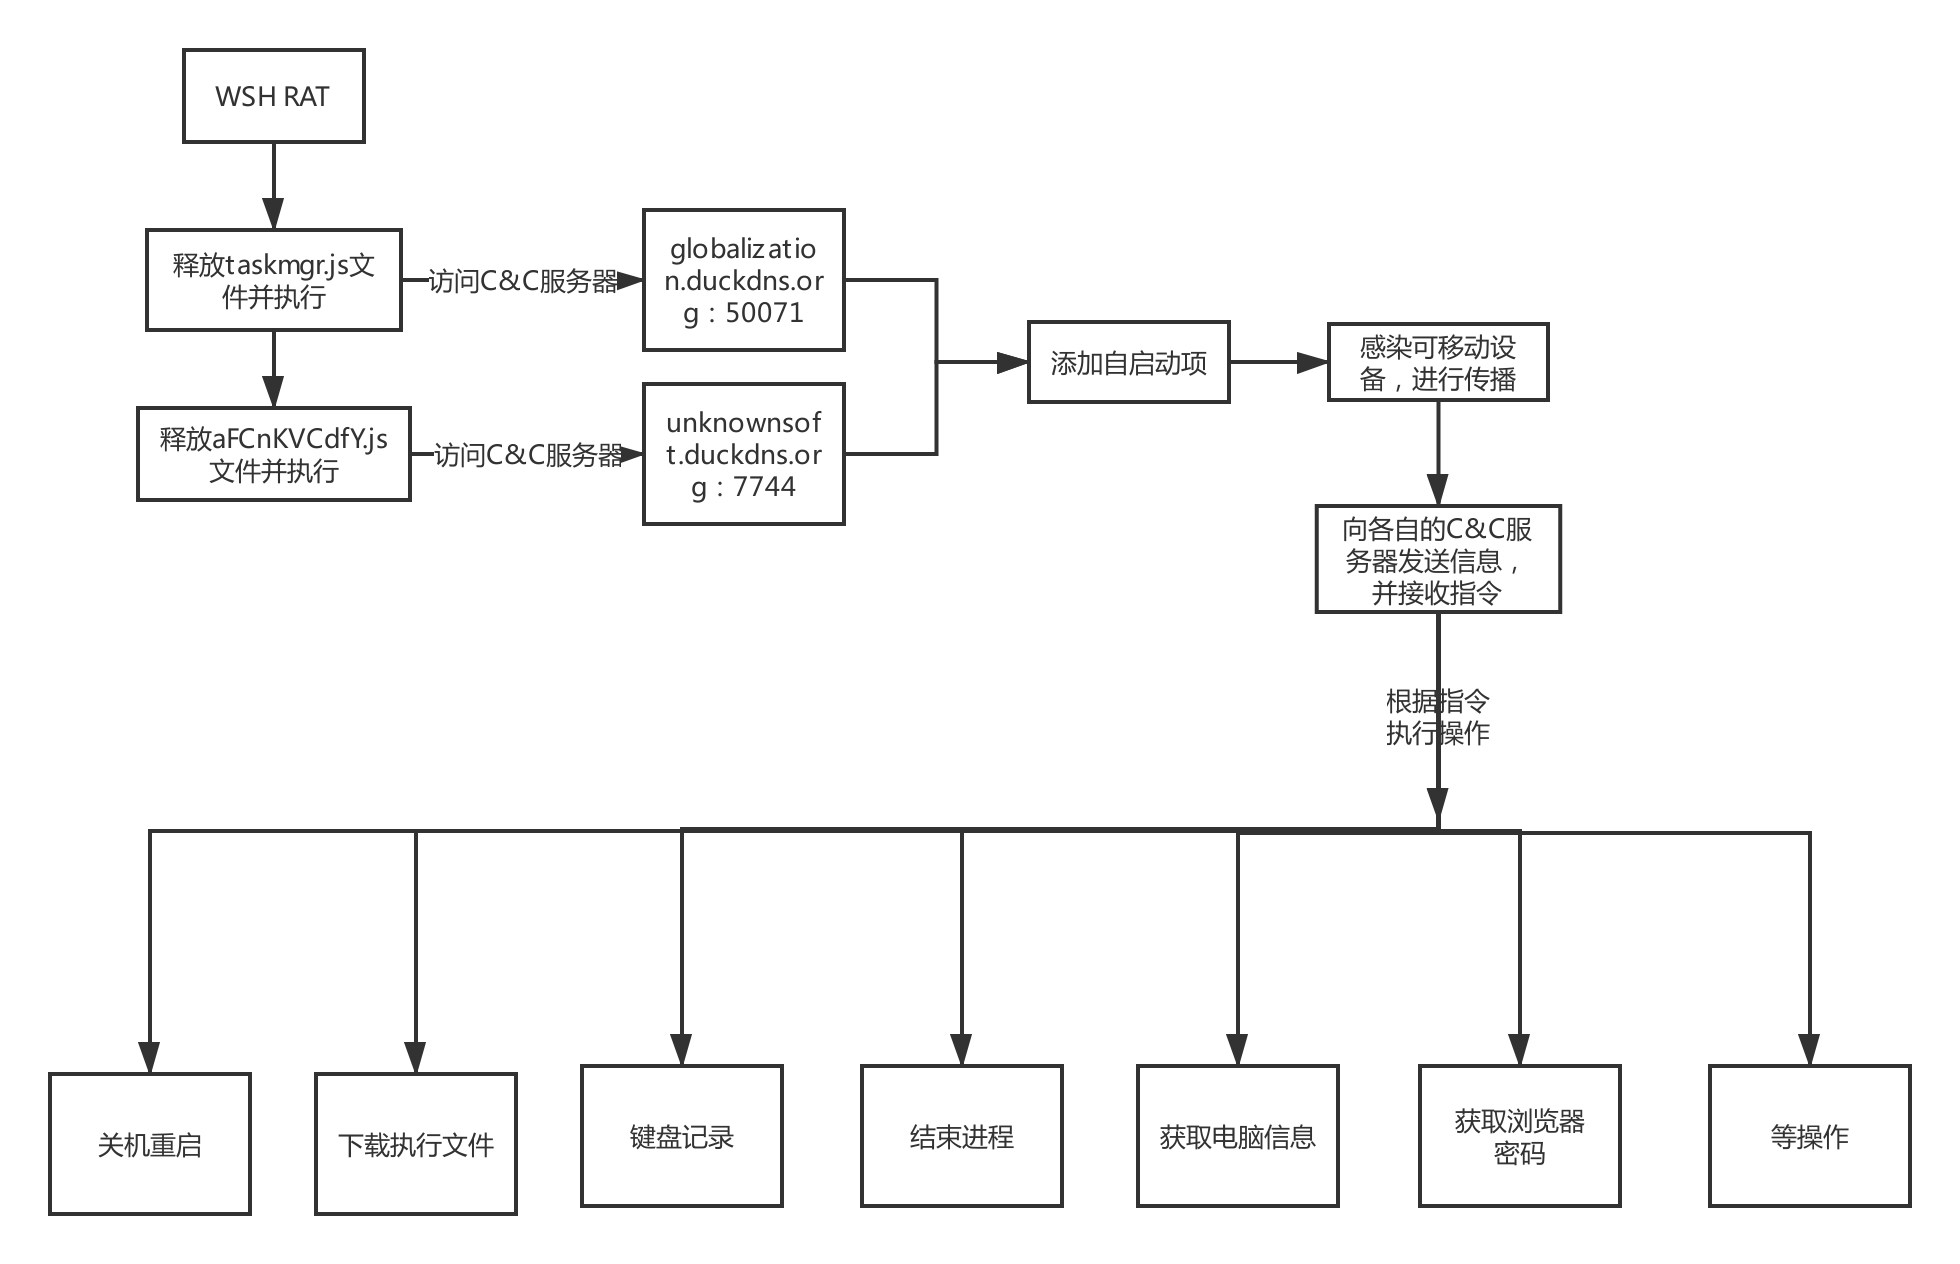 WSH RAT
释放taskmgr.js文
件并执行
访问C&C服务器
globalizatio
n.duckdns.or
g：50071
释放aFCnKVCdfY.js
文件并执行
访问C&C服务器
unknownsof
t.duckdns.or
g：7744
添加自启动项
感染可移动设
备，进行传播
向各自的C&C服
务器发送信息，
并接收指令
根据指令
执行操作
关机重启
下载执行文件
键盘记录
结束进程
获取电脑信息
获取浏览器
密码
等操作